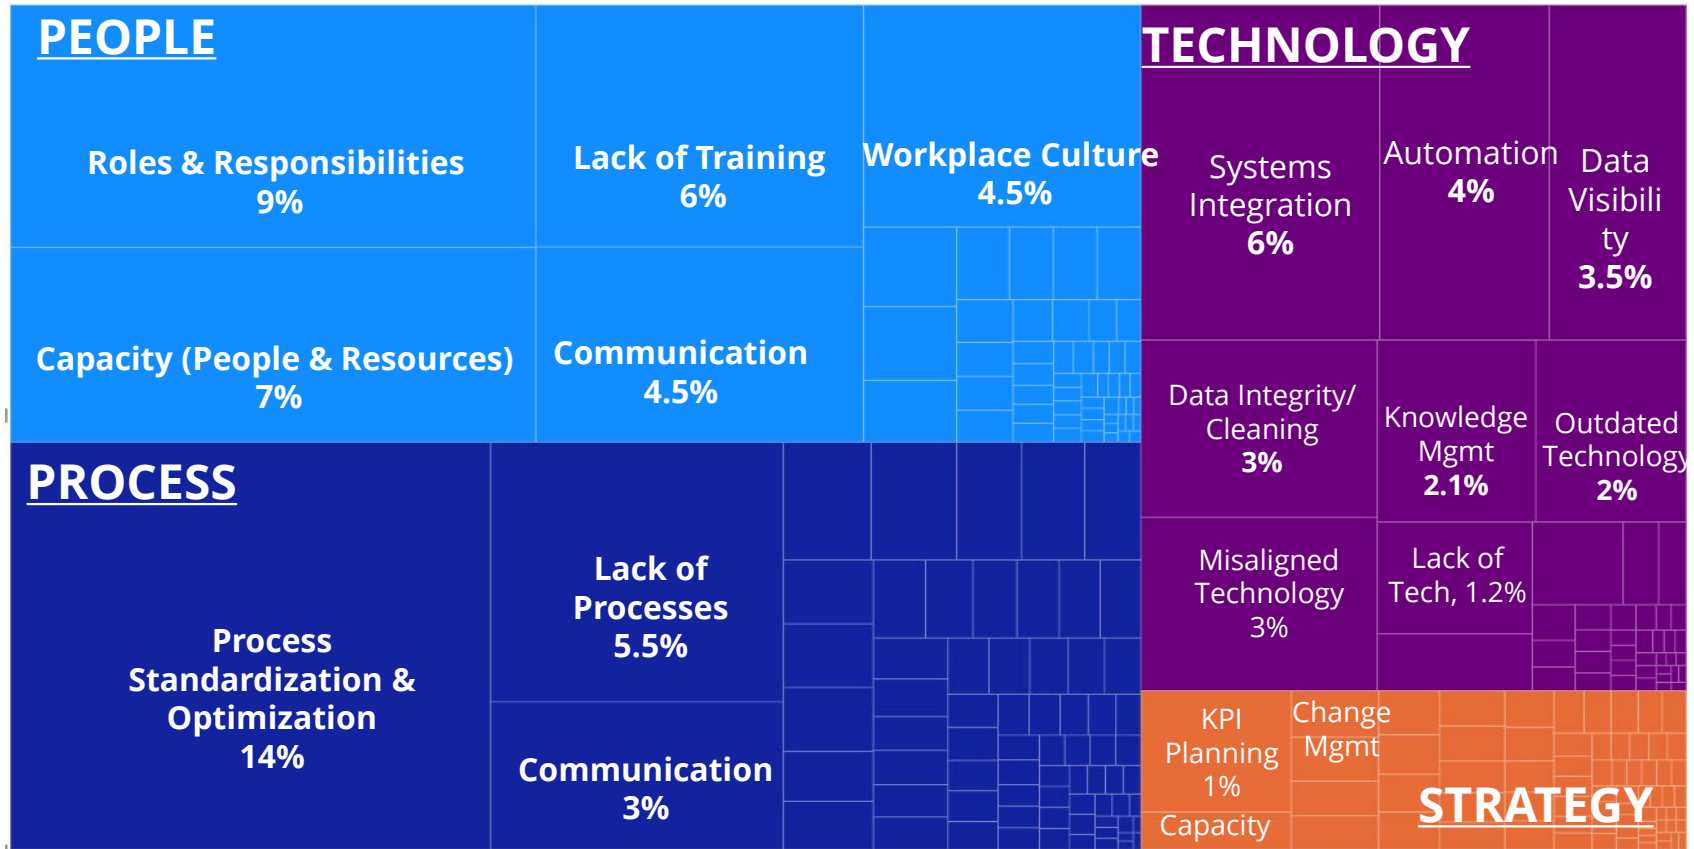 PEOPLE
Roles & Responsibilities
9%
Lack of Training
6%
Workplace Culture
4.5%
Capacity (People & Resources)
7%
Communication
4.5%
PROCESS
Process
Standardization &
Optimization
14%
Lack of
Processes
5.5%
Communication
3%
TECHNOLOGY
Systems
Integration
6%
Automation
4%
Data
Visibili
ty
3.5%
Data Integrity/
Cleaning
3%
Knowledge
Mgmt
2.1%
Outdated
Technology
2%
Misaligned
Technology
3%
Lack of
Tech, 1.2%
KPI
Planning
1%
Change
Mgmt
Capacity
STRATEGY